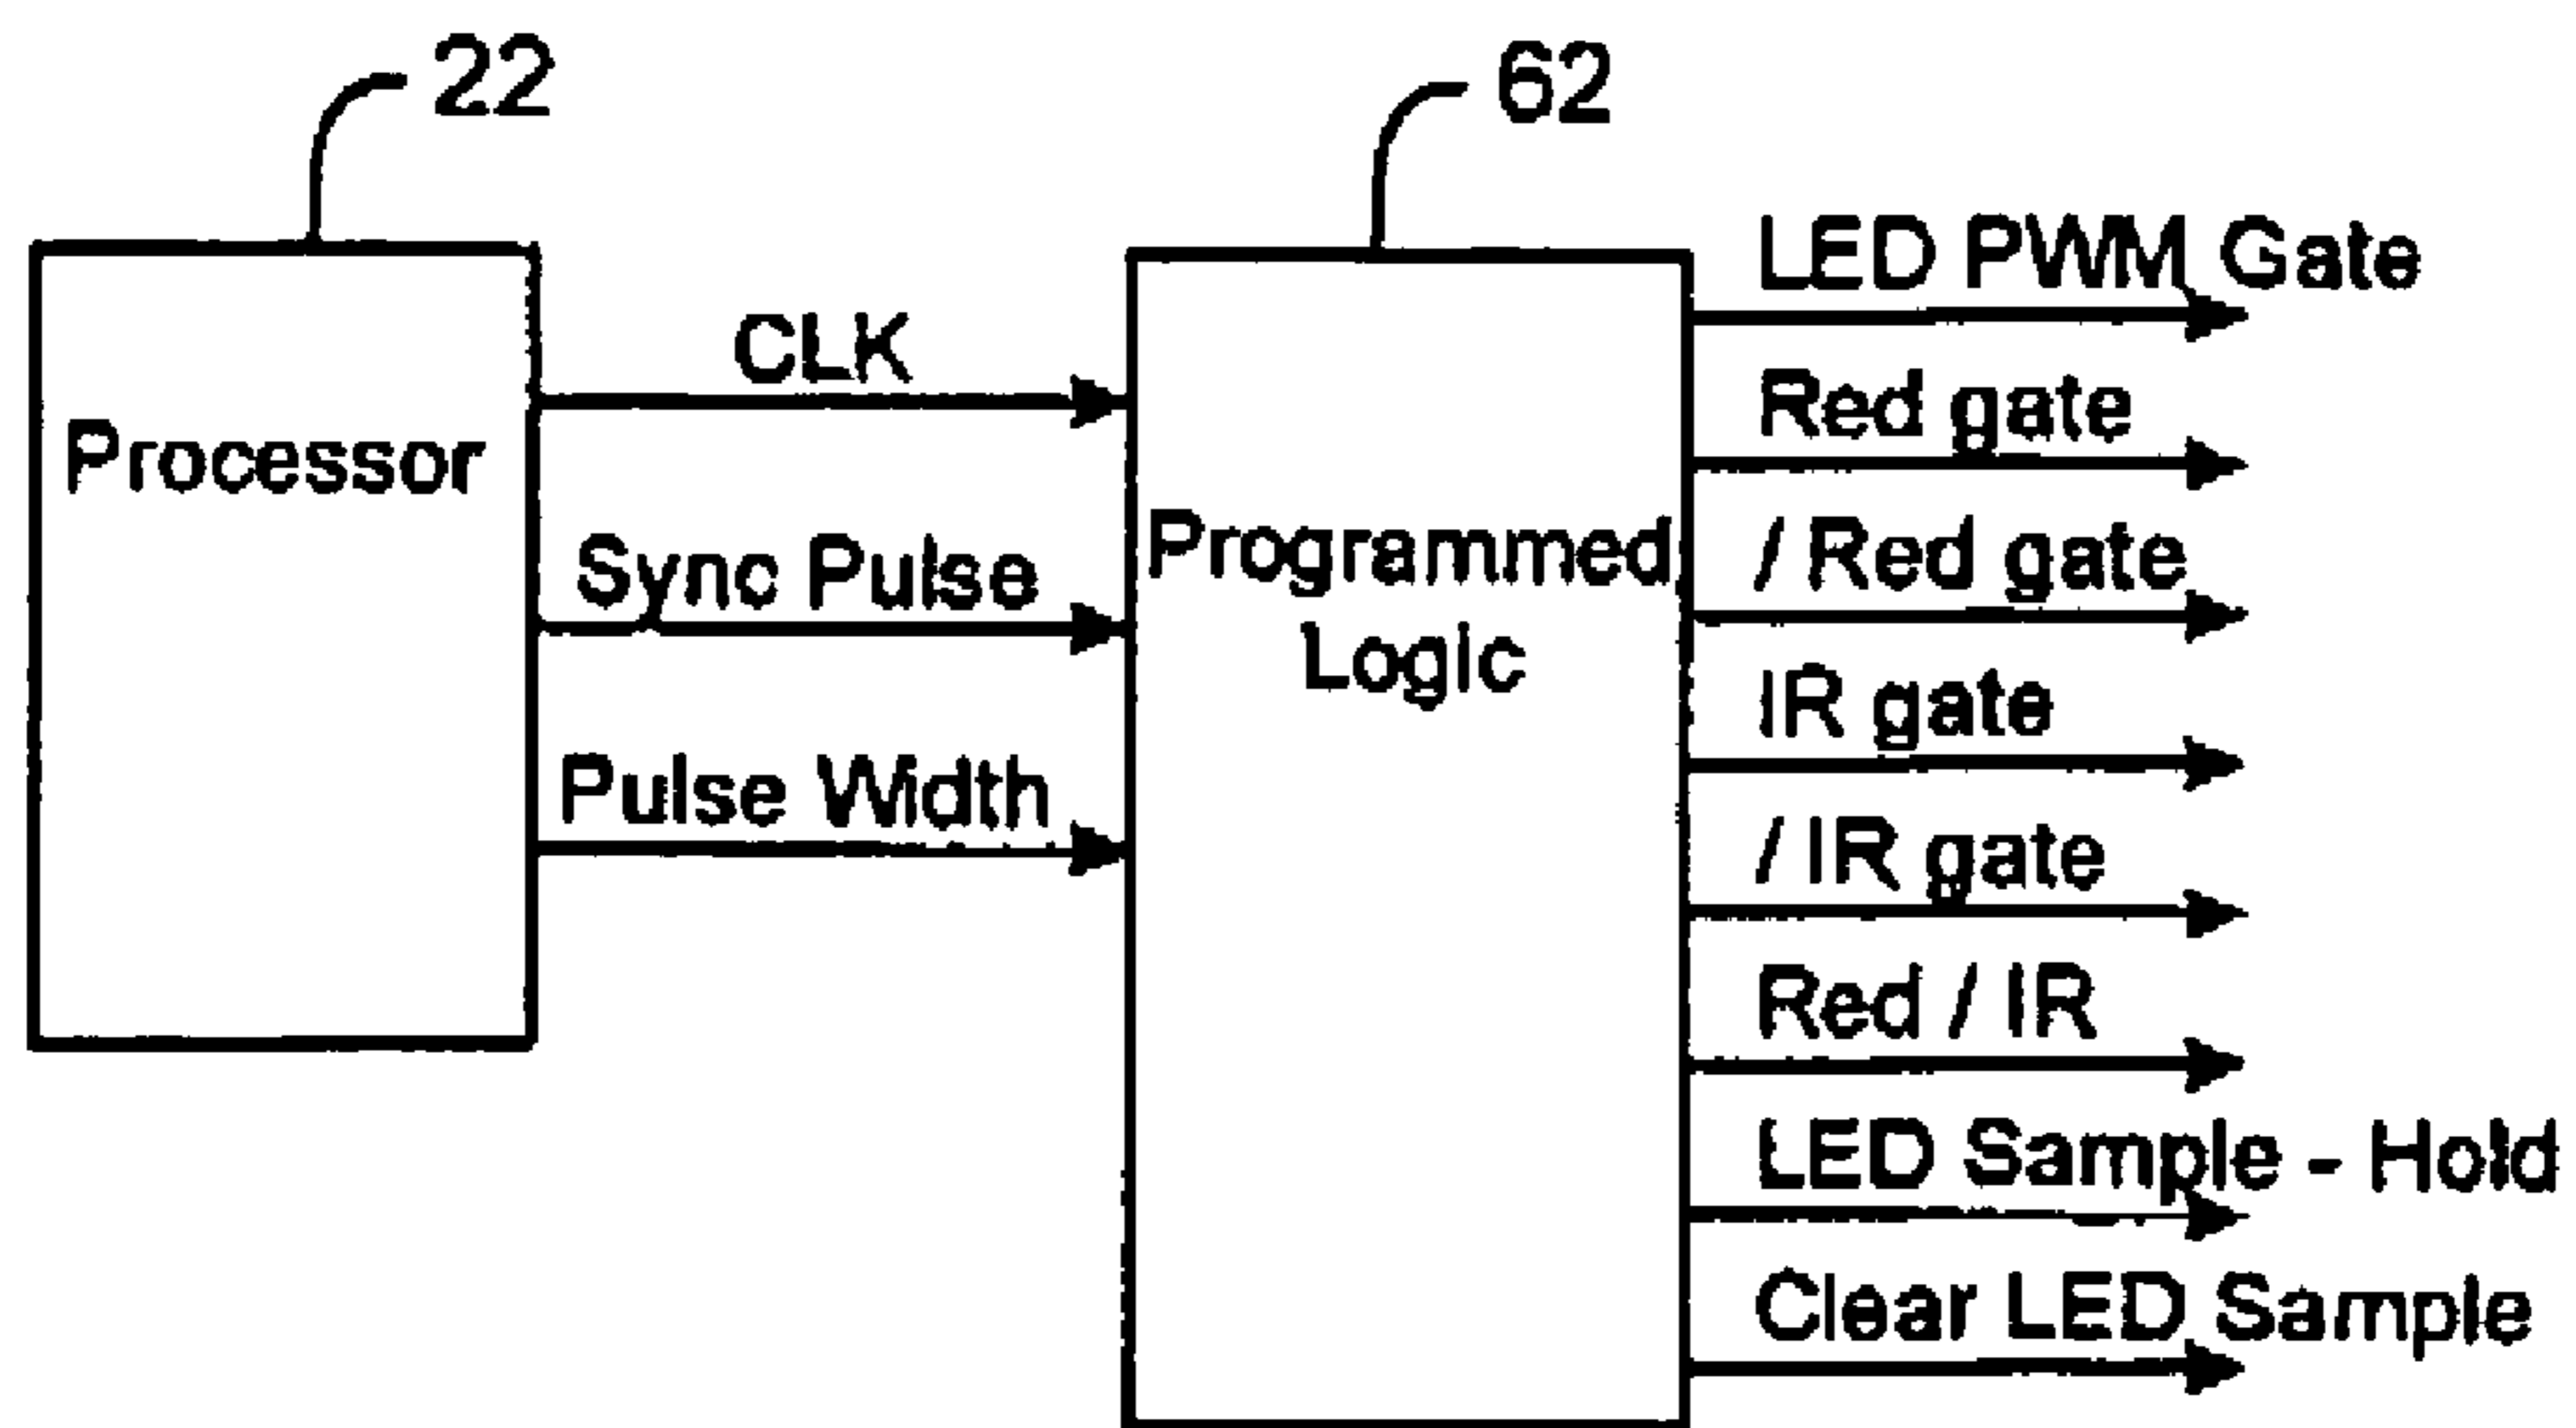 22
62
Processor
CLK
Sync Pulse
Pulse Width
Programmed
Logic
LED PWM Gate
Red gate
/ Red gate
IR gate
/ IR gate
Red / IR
LED Sample - Hold
Clear LED Sample